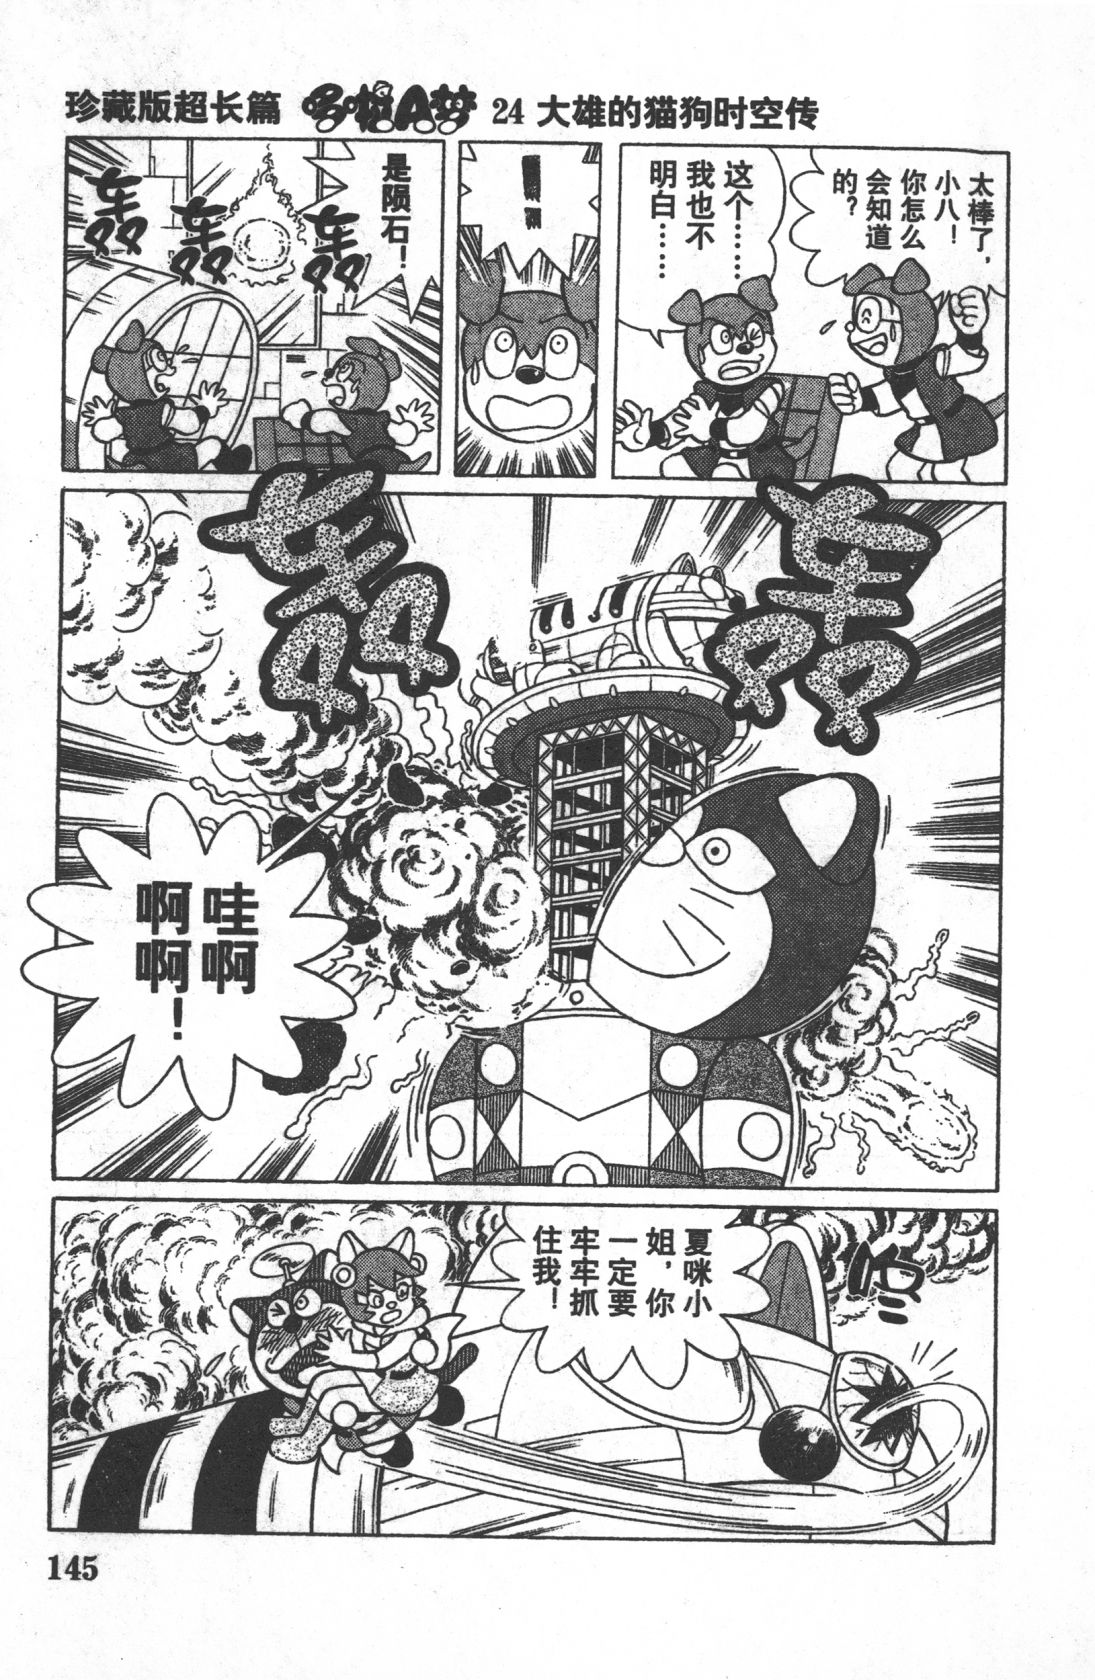 珍藏版超长篇 哆啦A梦 24 大雄的猫狗时空传
太棒了，
小八！
你怎么
会知道
的？
这个……
我也不
明白……
是陨石！
轰
轰
轰
轰
轰
哇啊
啊啊！
夏咪小
姐，你
一定要
牢牢抓
住我！
145